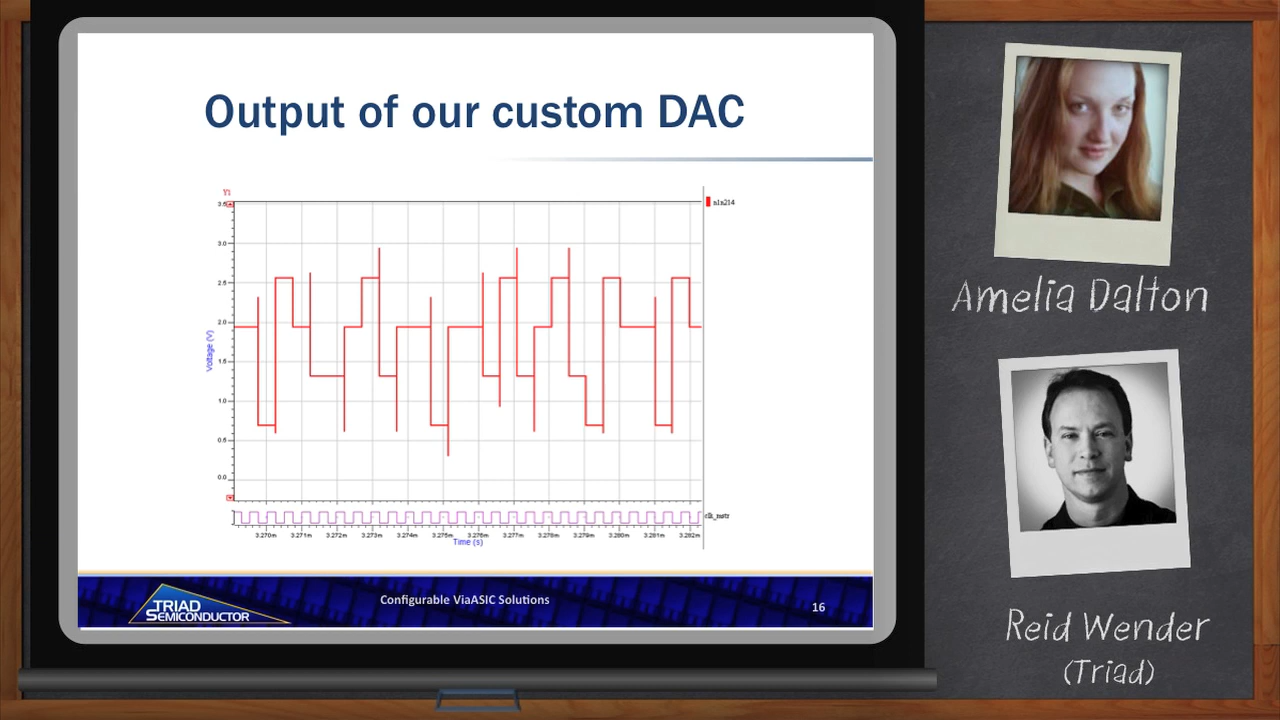 Output of our custom DAC
Y1
n1n214
3.5
3.0
2.5
2.0
1.5
1.0
0.5
0.0
Voltage (V)
clk_mstr
3.270m 3.271m 3.272m 3.273m 3.274m 3.275m 3.276m 3.277m 3.278m 3.279m 3.280m 3.281m 3.282m
Time (s)
TRIAD
SEMICONDUCTOR
Configurable ViaASIC Solutions
16
Amelia Dalton
Reid Wender
(Triad)